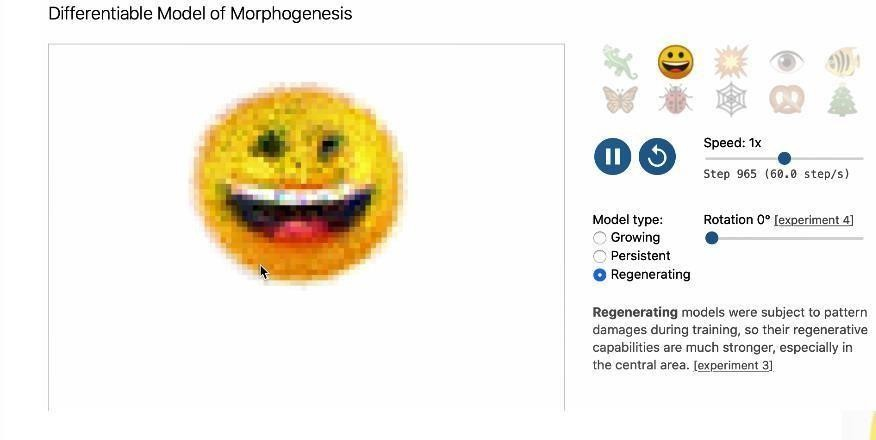 Differentiable Model of Morphogenesis
Speed: 1x
Step 965 (60.0 step/s)
Model type:
Rotation 0° [experiment 4]
Growing
Persistent
Regenerating
Regenerating models were subject to pattern
damages during training, so their regenerative
capabilities are much stronger, especially in
the central area. [experiment 3]